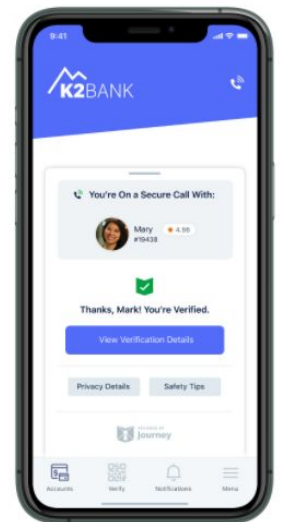 9:41
K2BANK
You're On a Secure Call With:
Mary 4.98
#19438
Thanks, Mark! You're Verified.
View Verification Details
Privacy Details Safety Tips
journey
Accounts Verify Notifications Menu